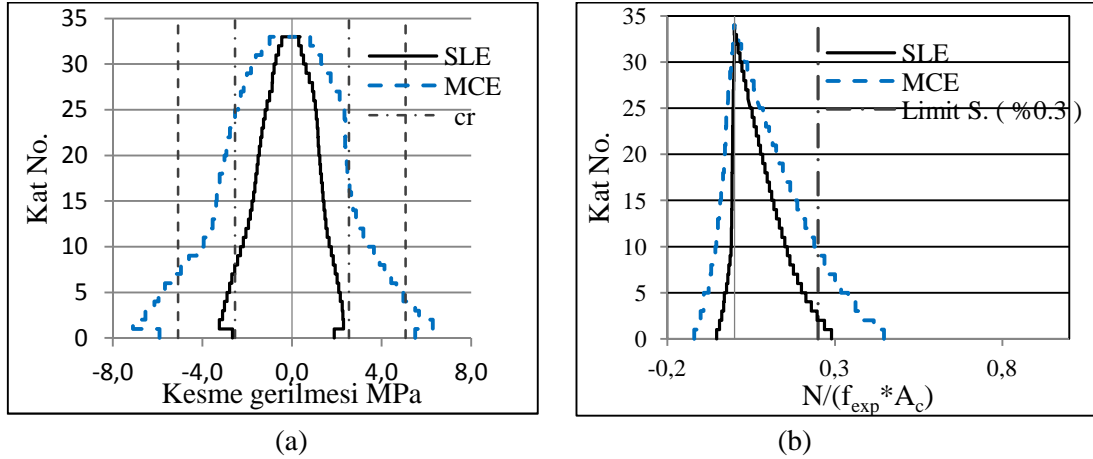 35
30
25
20
15
10
5
0
Kat No.
SLE
MCE
cr
-8,0 -4,0 0,0 4,0 8,0
Kesme gerilmesi MPa
(a)
35
30
25
20
15
10
5
0
Kat No.
SLE
MCE
Limit S. ( %0.3 )
-0,2 0,3 0,8
N/(f_exp*A_c)
(b)